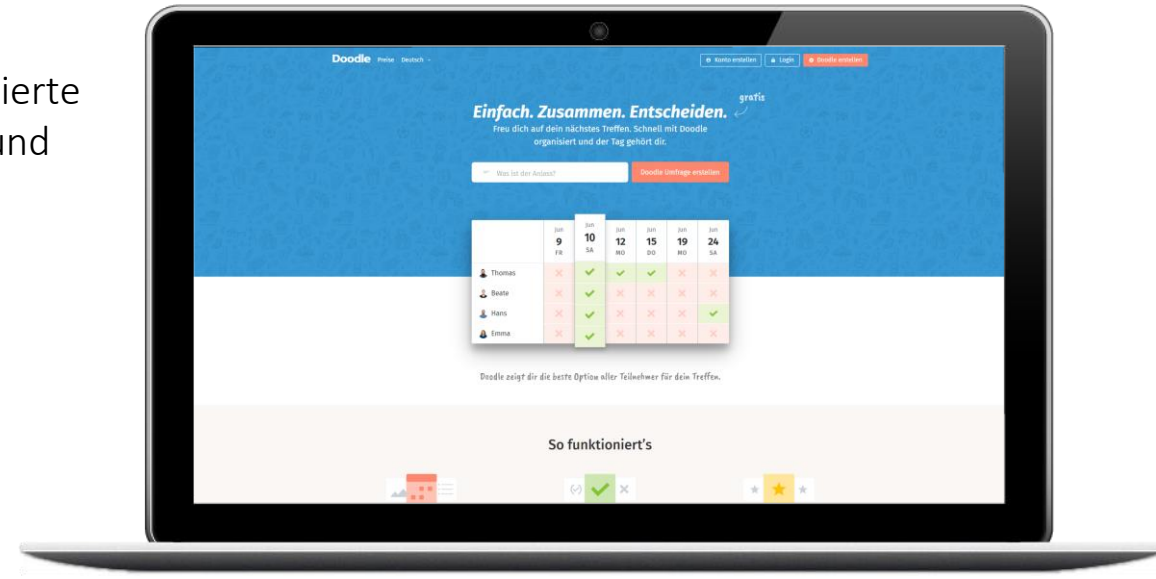 ierte
und
Doodle Preise Deutsch
Konto erstellen Login Doodle erstellen
gratis
Einfach. Zusammen. Entscheiden.
Freu dich auf dein nächstes Treffen. Schnell mit Doodle
organisiert und der Tag gehört dir.
Was ist der Anlass? Doodle Umfrage erstellen
Jun Jun Jun Jun Jun Jun
9 10 12 15 19 24
FR SA MO DO MO SA
Thomas
Beate
Hans
Emma
Doodle zeigt dir die beste Option aller Teilnehmer für dein Treffen.
So funktioniert's